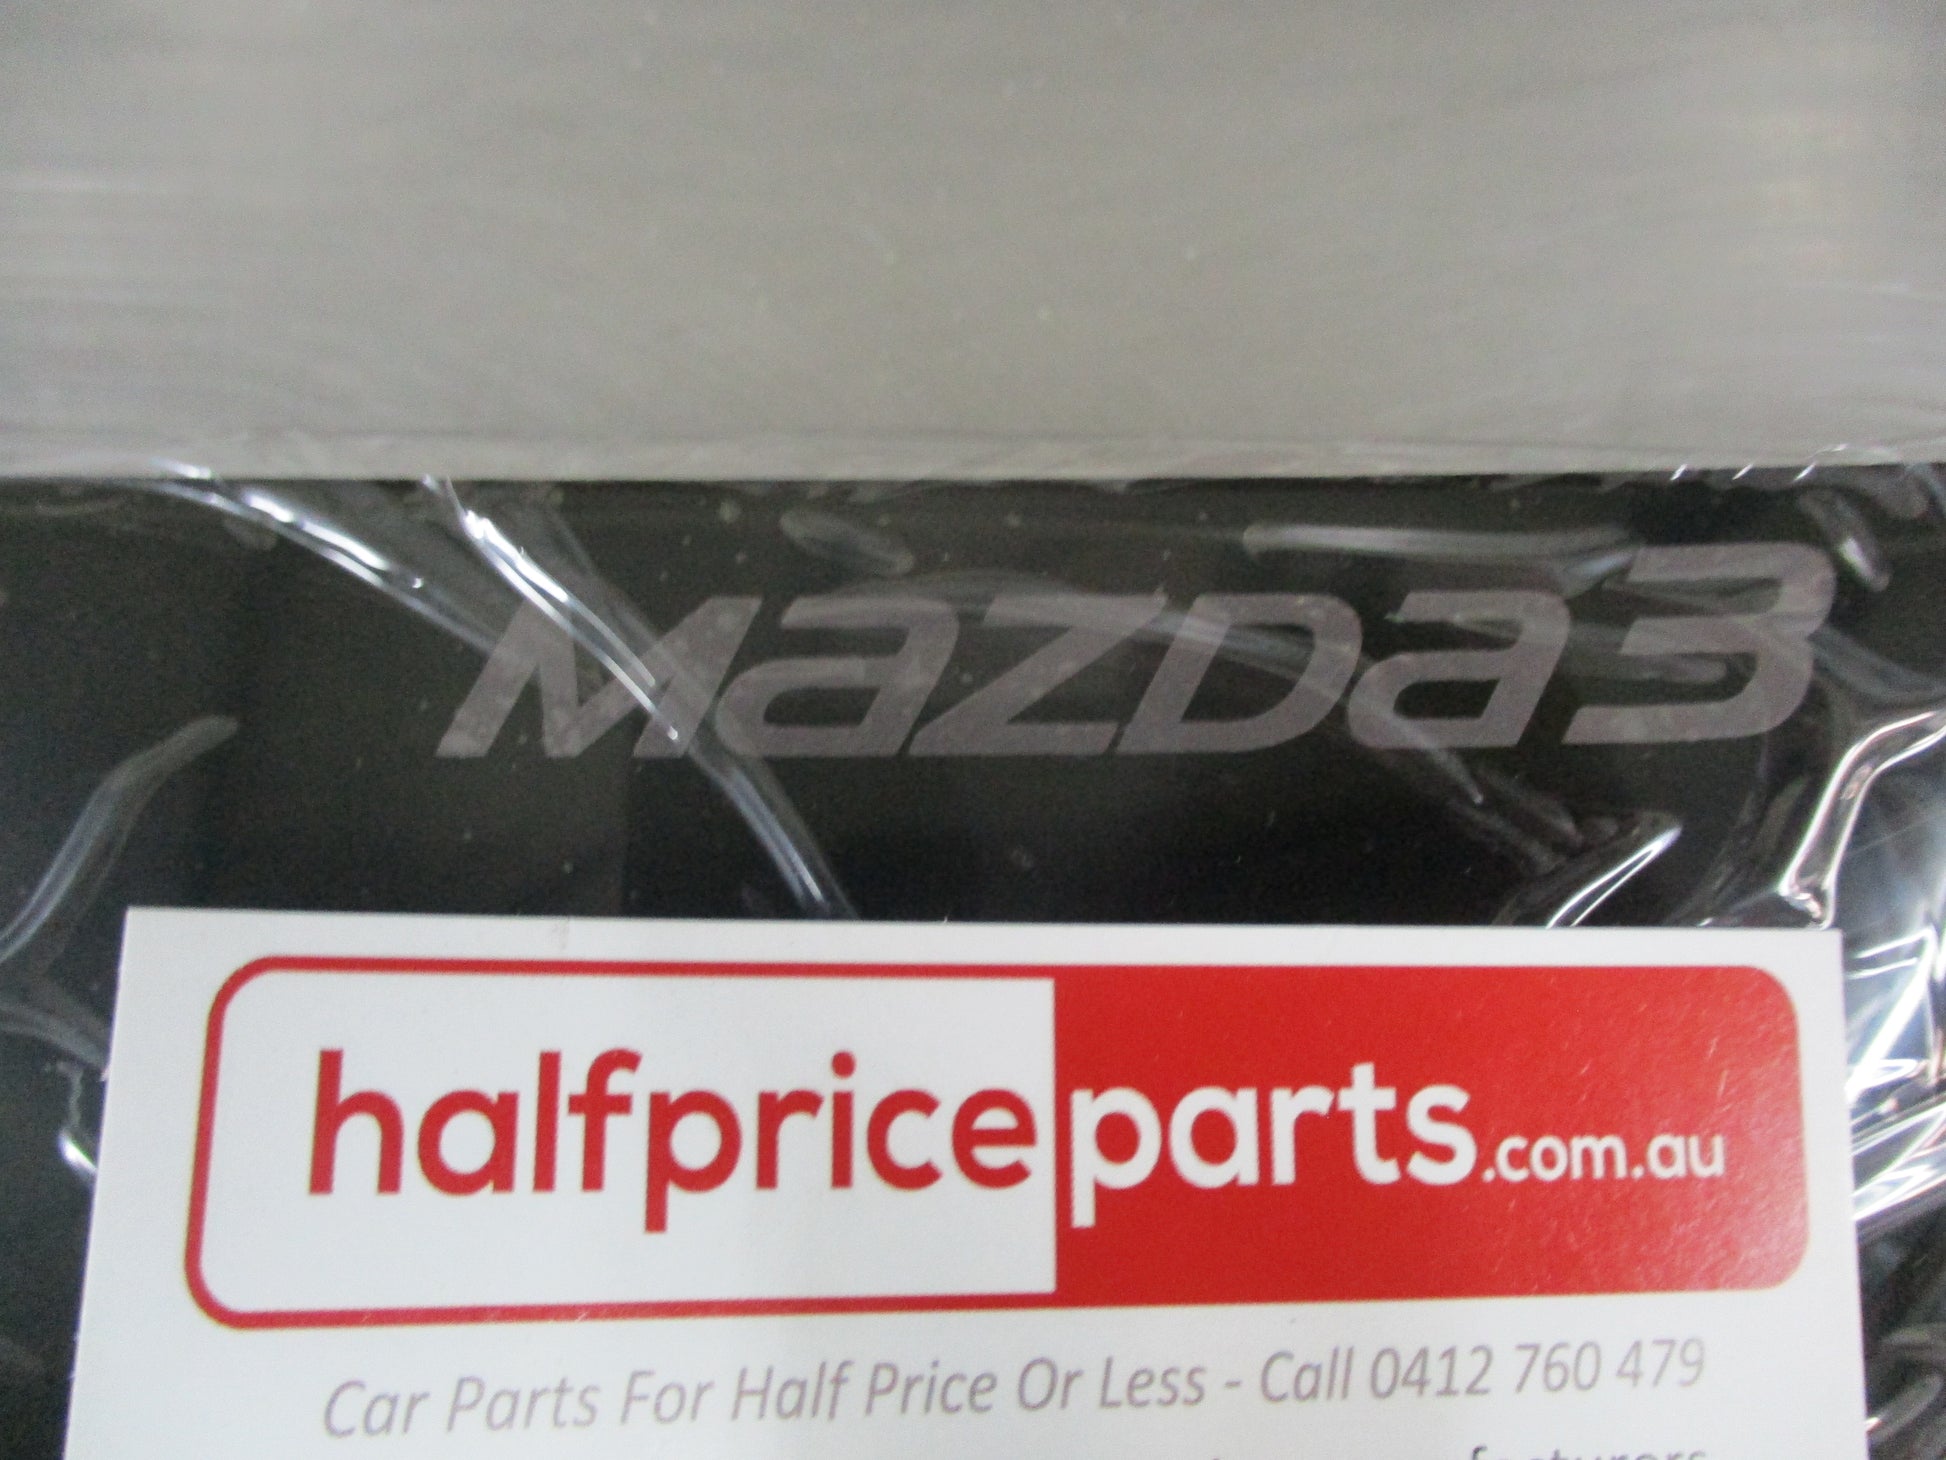 mazda3
halfpriceparts.com.au
Car Parts For Half Price Or Less - Call 0412 760 479